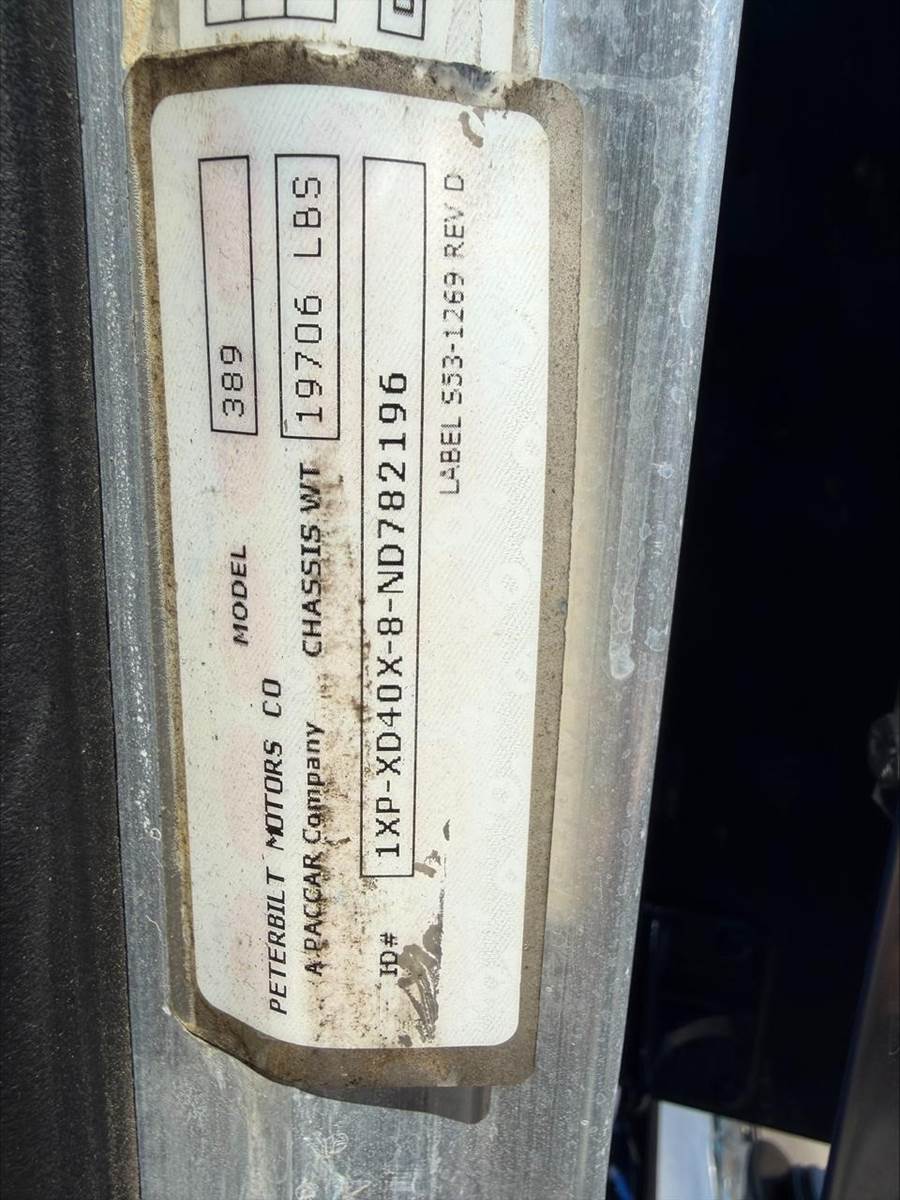 PETERBILT MOTORS CO MODEL 389
A PACCAR Company CHASSIS WT 19706 LBS
ID# 1XP-XD40X-8-ND782196
LABEL S53-1269 REV D